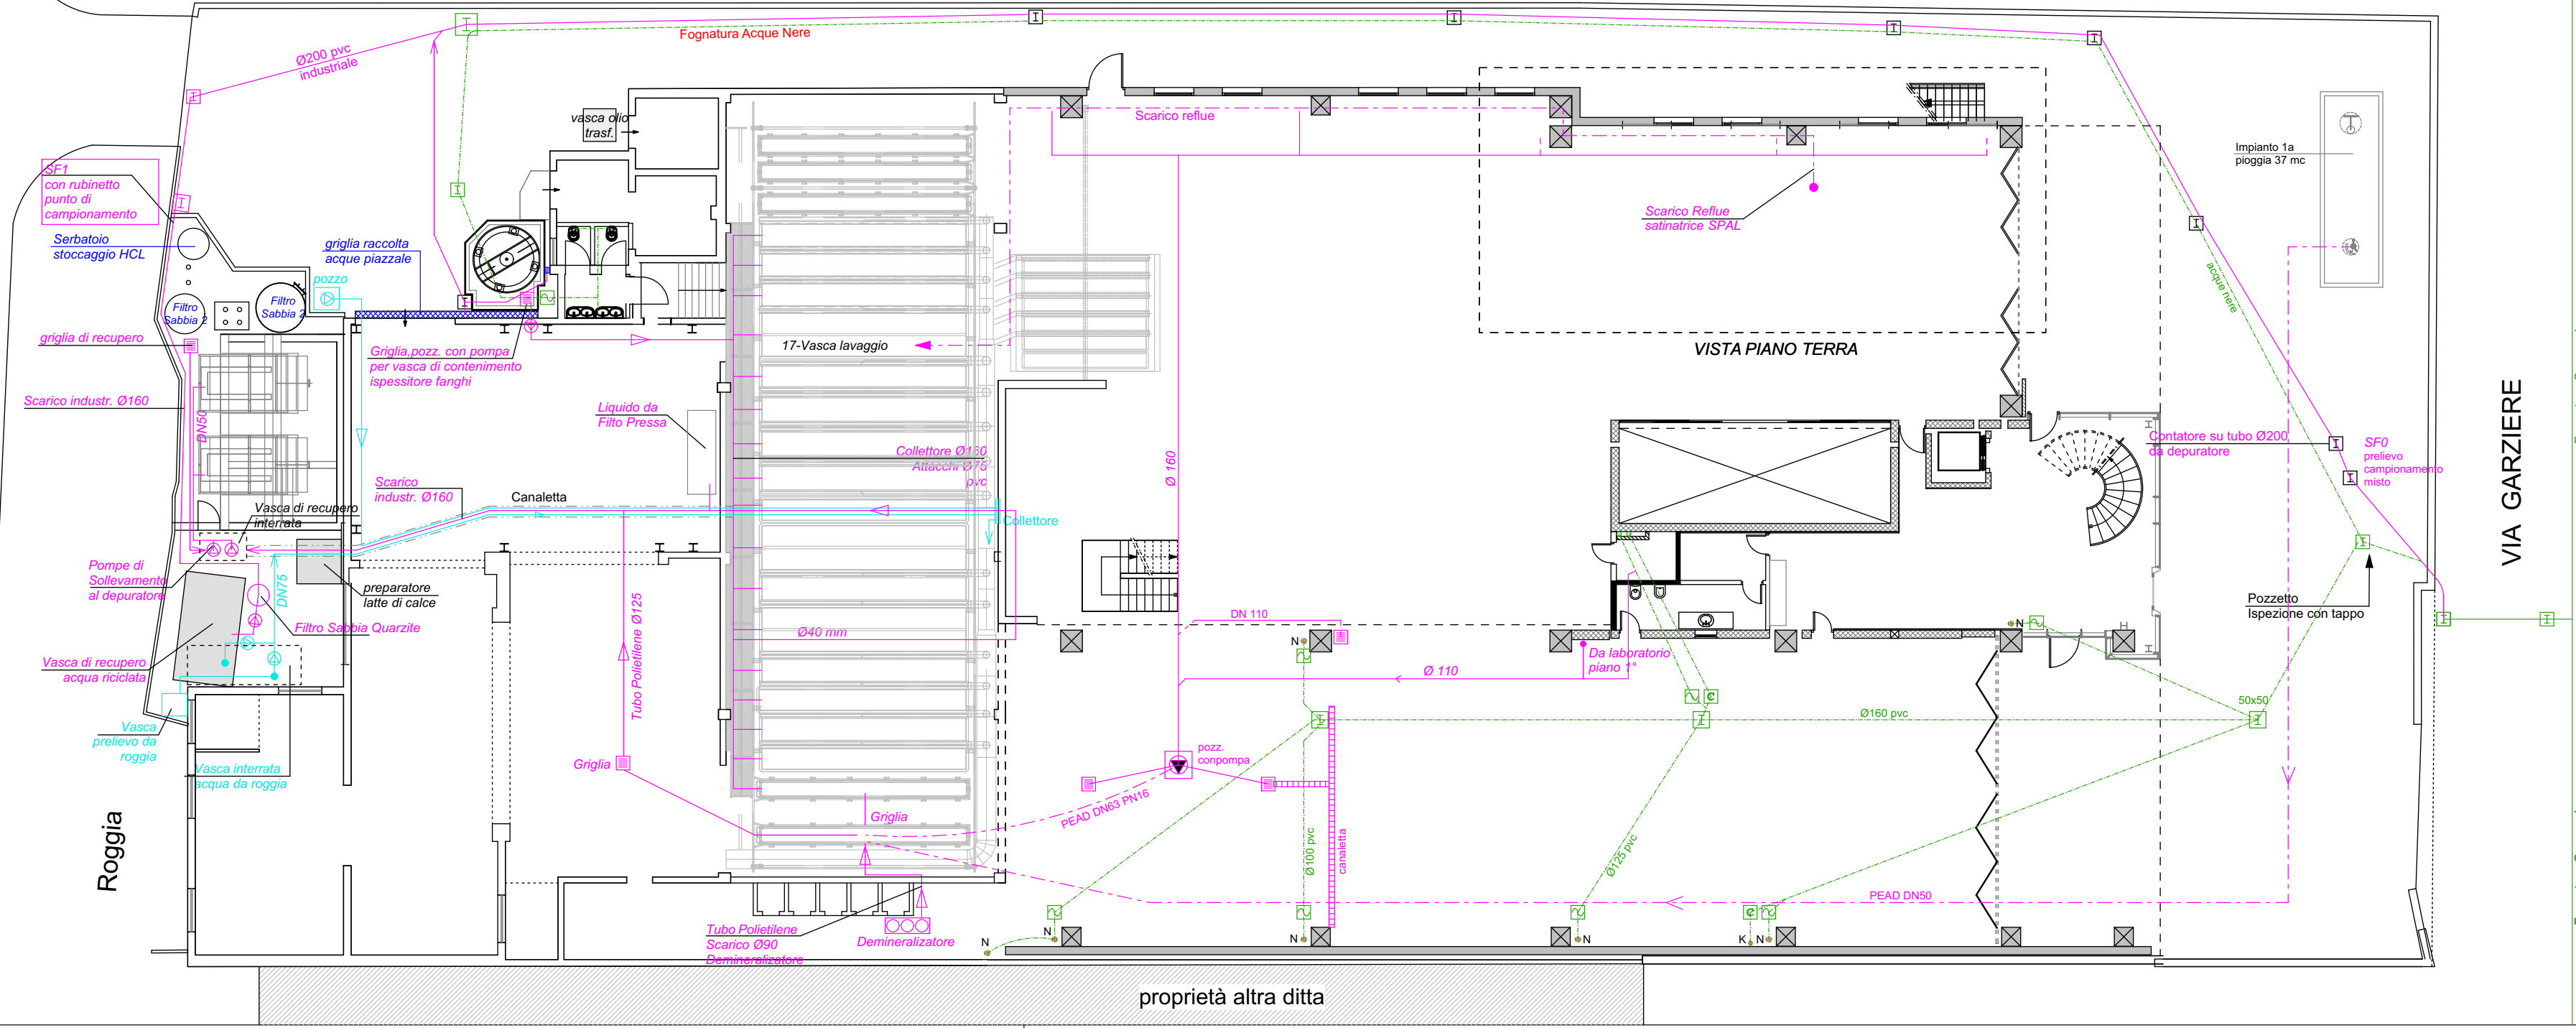 Fognatura Acque Nere
Ø200 pvc
industriale
vasca olio
trasf.
Scarico reflue
Impianto 1a
pioggia 37 mc
SF1
con rubinetto
punto di
campionamento
Serbatoio
stoccaggio HCL
griglia raccolta
acque piazzale
pozzo
Filtro
Sabbia 2
Filtro
Sabbia 2
griglia di recupero
Griglia,pozz. con pompa
per vasca di contenimento
ispessitore fanghi
17-Vasca lavaggio
Scarico Reflue
satinatrice SPAL
VISTA PIANO TERRA
acque nere
Scarico industr. Ø160
DN50
Liquido da
Filto Pressa
Collettore Ø160
Attacchi Ø75
pvc
Ø 160
Contatore su tubo Ø200
da depuratore
SF0
prelievo
campionamento
misto
VIA GARZIERE
Scarico
industr. Ø160
Canaletta
Vasca di recupero
interrata
Collettore
Pompe di
Sollevamento
al depuratore
DN75
preparatore
latte di calce
Filtro Sabbia Quarzite
Tubo Polietilene Ø125
Ø40 mm
DN 110
N
N
Pozzetto
Ispezione con tappo
Vasca di recupero
acqua riciclata
Da laboratorio
piano 1°
Ø 110
C
50x50
Ø160 pvc
Vasca
prelievo da
roggia
Vasca interrata
acqua da roggia
Griglia
pozz.
conpompa
PEAD DN63 PN16
Griglia
Ø100 pvc
canaletta
Ø125 pvc
Roggia
PEAD DN50
Tubo Polietilene
Scarico Ø90
Demineralizatore
Demineralizatore
N
N
N
N
C
K
N
proprietà altra ditta